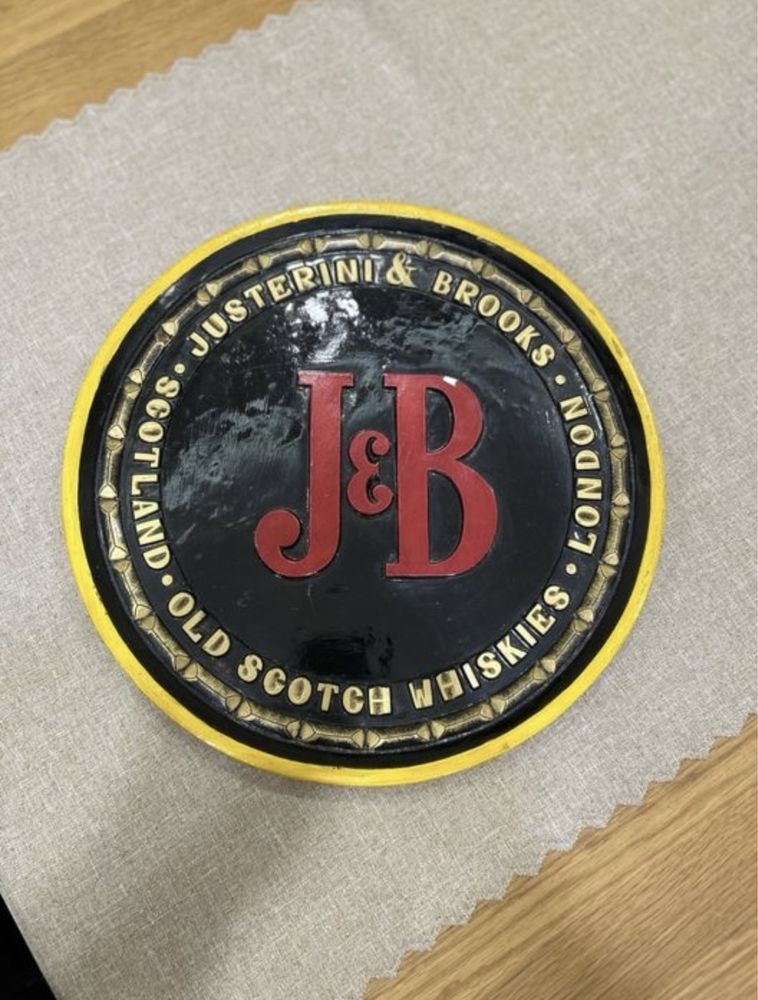 JUSTERINI & BROOKS · LONDON · OLD SCOTCH WHISKIES · SCOTLAND ·
J&B